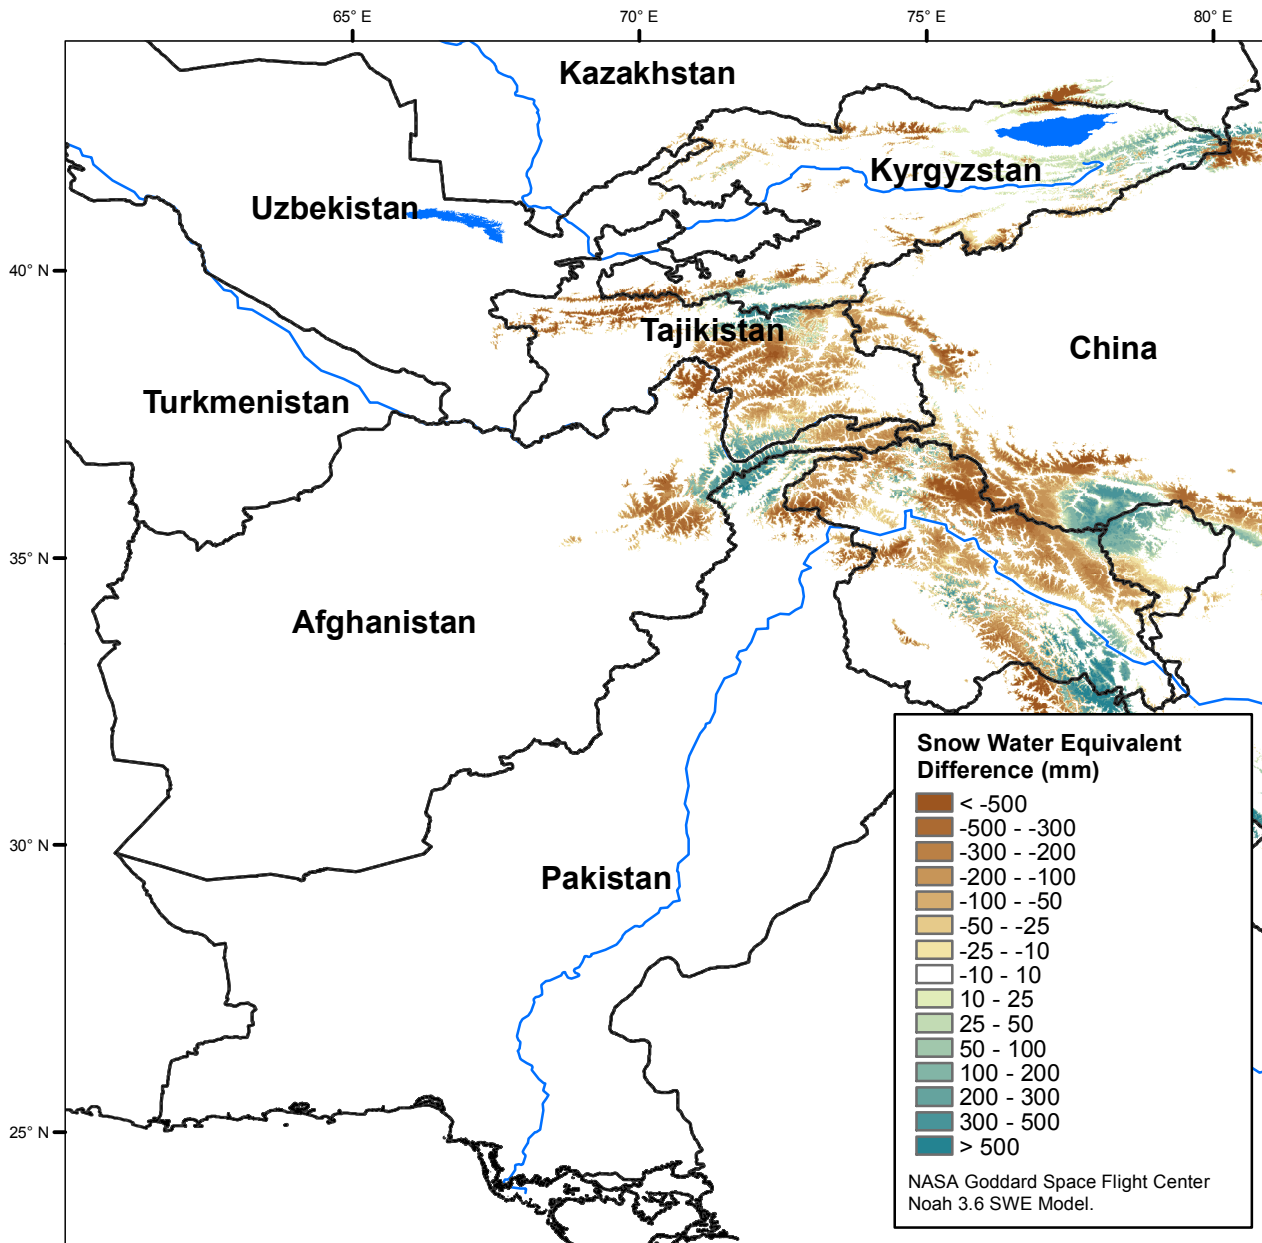 65° E
70° E
75° E
80° E
Kazakhstan
Kyrgyzstan
Uzbekistan
40° N
Tajikistan
China
Turkmenistan
35° N
Afghanistan
Snow Water Equivalent
Difference (mm)
< -500
-500 - -300
30° N
-300 - -200
Pakistan
-200 - -100
-100 - -50
-50 - -25
-25 - -10
-10 - 10
10 - 25
25 - 50
50 - 100
100 - 200
200 - 300
300 - 500
25° N
> 500
NASA Goddard Space Flight Center
Noah 3.6 SWE Model.